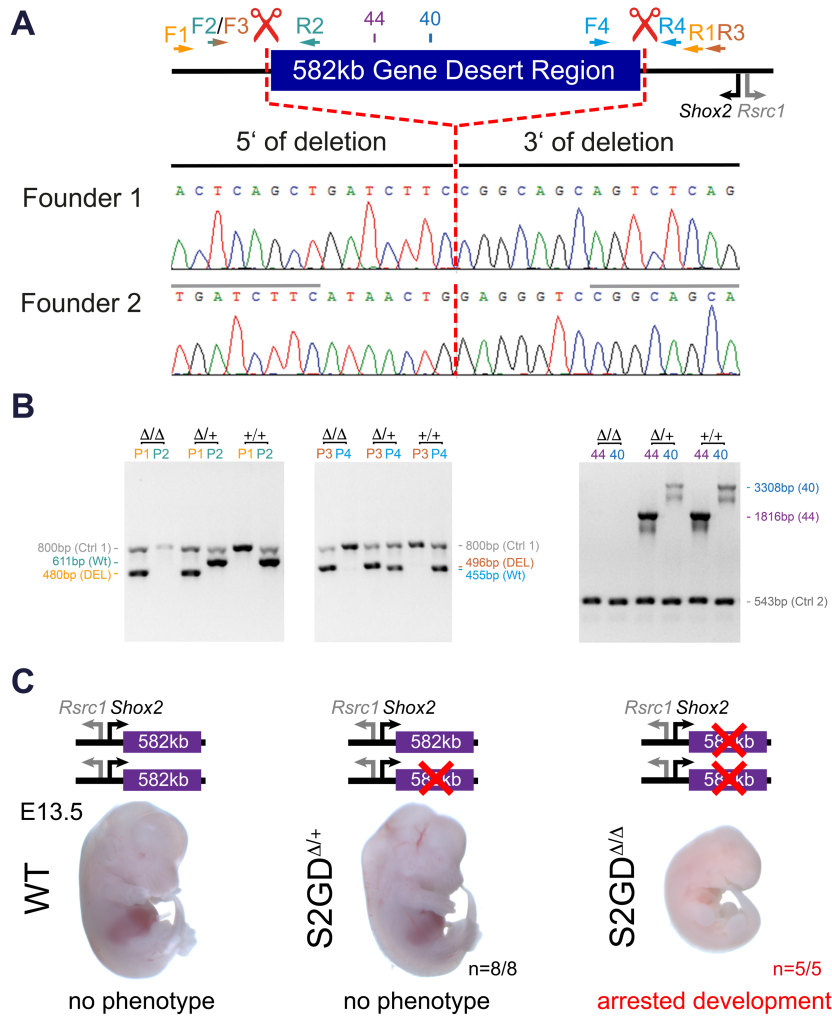 A
F1 F2/F3 R2 44 40 F4 R4 R1 R3
582kb Gene Desert Region
Shox2 Rsrc1
5‘ of deletion 3‘ of deletion
Founder 1
A C T C A G C T G A T C T T C C G G C A G C A G T C T C A G
Founder 2
T G A T C T T C A T A A C T G G A G G G T C C G G C A G C A
B
Δ/Δ Δ/+ +/+ Δ/Δ Δ/+ +/+ Δ/Δ Δ/+ +/+
P1 P2 P1 P2 P1 P2 P3 P4 P3 P4 P3 P4 44 40 44 40 44 40
800bp (Ctrl 1)
611bp (Wt)
480bp (DEL)
800bp (Ctrl 1)
496bp (DEL)
455bp (Wt)
3308bp (40)
1816bp (44)
543bp (Ctrl 2)
C
Rsrc1 Shox2 Rsrc1 Shox2 Rsrc1 Shox2
582kb 582kb 582kb
582kb 582kb 582kb
E13.5
WT
S2GDΔ/+
S2GDΔ/Δ
n=8/8
n=5/5
no phenotype no phenotype arrested development